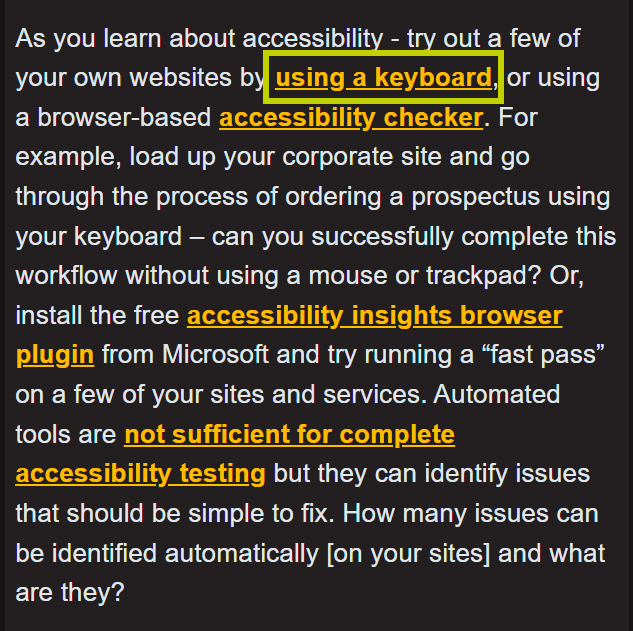 As you learn about accessibility - try out a few of
your own websites by using a keyboard, or using
a browser-based accessibility checker. For
example, load up your corporate site and go
through the process of ordering a prospectus using
your keyboard – can you successfully complete this
workflow without using a mouse or trackpad? Or,
install the free accessibility insights browser
plugin from Microsoft and try running a “fast pass”
on a few of your sites and services. Automated
tools are not sufficient for complete
accessibility testing but they can identify issues
that should be simple to fix. How many issues can
be identified automatically [on your sites] and what
are they?